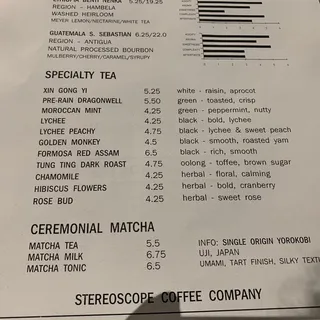 5.25/19.25
REGION - HAMBELA
WASHED HEIRLOOM
MEYER LEMON/NECTARINE/WHITE TEA
GUATEMALA S. SEBASTIAN 6.25/22.0
REGION - ANTIGUA
NATURAL PROCESSED BOURBON
MULBERRY/CHERRY/CARAMEL/SYRUPY
SPECIALTY TEA
XIN GONG YI 5.25 white - raisin, aprocot
PRE-RAIN DRAGONWELL 5.50 green - toasted, crisp
MOROCCAN MINT 4.25 green - peppermint, nutty
LYCHEE 4.25 black - bold, lychee
LYCHEE PEACHY 4.75 black - lychee & sweet peach
GOLDEN MONKEY 4.5 black - smooth, roasted yam
FORMOSA RED ASSAM 6.5 black - rich, smooth
TUNG TING DARK ROAST 4.75 oolong - toffee, brown sugar
CHAMOMILE 4.25 herbal - floral, calming
HIBISCUS FLOWERS 4.25 herbal - bold, cranberry
ROSE BUD 4.25 herbal - sweet rose
CEREMONIAL MATCHA
MATCHA TEA 5.5 INFO: SINGLE ORIGIN YOROKOBI
MATCHA MILK 6.75 UJI, JAPAN
MATCHA TONIC 6.5 UMAMI, TART FINISH, SILKY
STEREOSCOPE COFFEE COMPANY